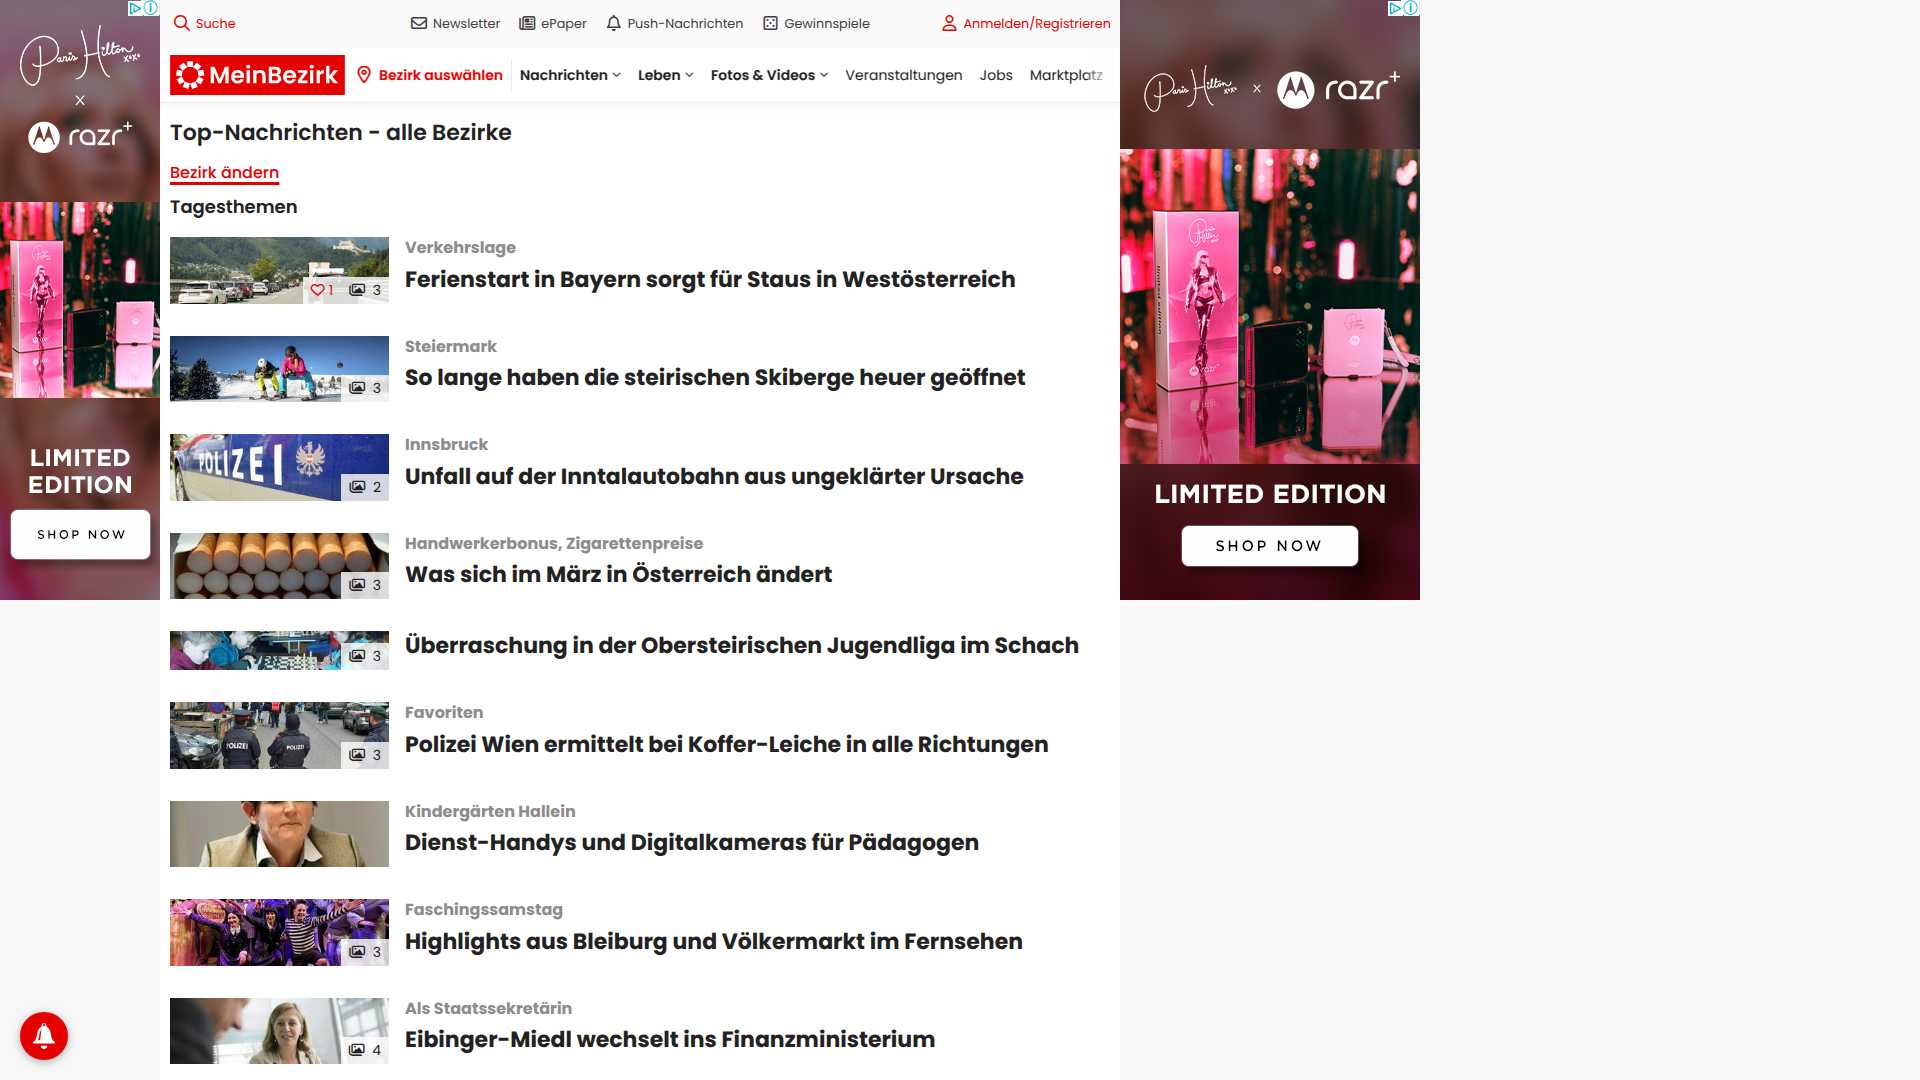 Suche
Newsletter
ePaper
Push-Nachrichten
Gewinnspiele
Anmelden/Registrieren
MeinBezirk
Bezirk auswählen
Nachrichten
Leben
Fotos & Videos
Veranstaltungen
Jobs
Marktplatz
Top-Nachrichten - alle Bezirke
Bezirk ändern
Tagesthemen
1
3
Verkehrslage
Ferienstart in Bayern sorgt für Staus in Westösterreich
3
Steiermark
So lange haben die steirischen Skiberge heuer geöffnet
POLIZEI
2
Innsbruck
Unfall auf der Inntalautobahn aus ungeklärter Ursache
3
Handwerkerbonus, Zigarettenpreise
Was sich im März in Österreich ändert
3
Überraschung in der Obersteirischen Jugendliga im Schach
POLIZEI
POLIZEI
3
Favoriten
Polizei Wien ermittelt bei Koffer-Leiche in alle Richtungen
Kindergärten Hallein
Dienst-Handys und Digitalkameras für Pädagogen
3
Faschingssamstag
Highlights aus Bleiburg und Völkermarkt im Fernsehen
4
Als Staatssekretärin
Eibinger-Miedl wechselt ins Finanzministerium
Paris Hilton
xoxo
X
razr+
LIMITED
EDITION
SHOP NOW
Paris Hilton
xoxo
X
razr+
LIMITED EDITION
SHOP NOW